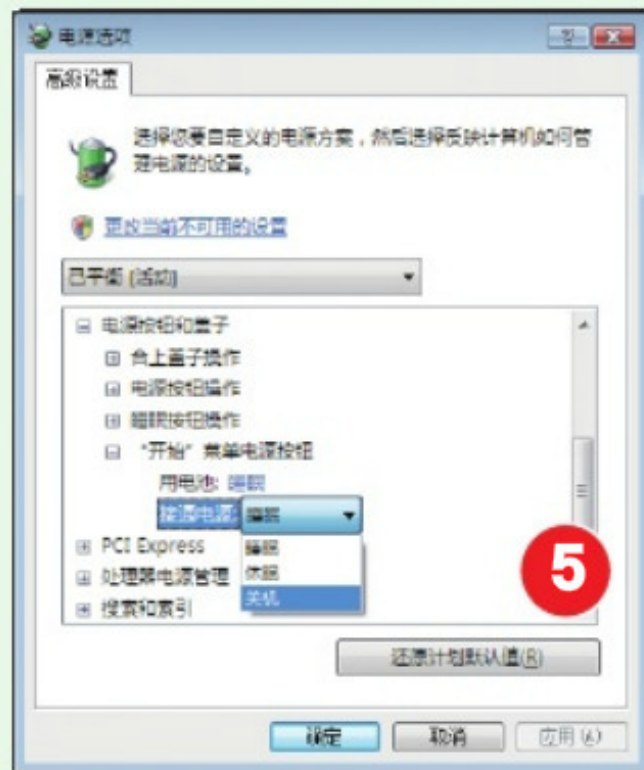 电源选项
高级设置
选择您要自定义的电源方案，然后选择反映计算机如何管
理电源的设置。
更改当前不可用的设置
已平衡 [活动]
电源按钮和盖子
合上盖子操作
电源按钮操作
睡眠按钮操作
"开始" 菜单电源按钮
用电池: 睡眠
接通电源: 睡眠
睡眠
PCI Express
休眠
处理器电源管理
关机
搜索和索引
5
还原计划默认值(R)
确定
取消
应用(A)